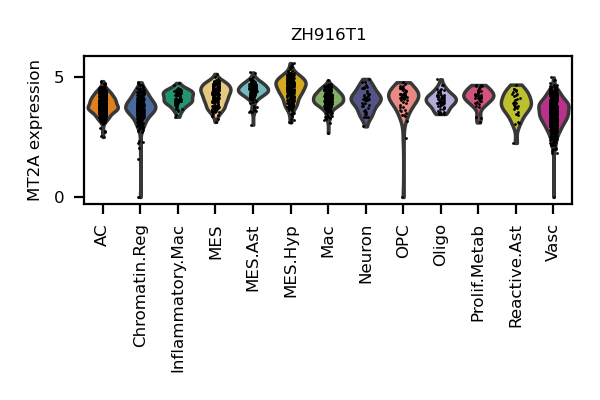 ZH916T1
MT2A expression
5
0
AC
Chromatin.Reg
Inflammatory.Mac
MES
MES.Ast
MES.Hyp
Mac
Neuron
OPC
Oligo
Prolif.Metab
Reactive.Ast
Vasc